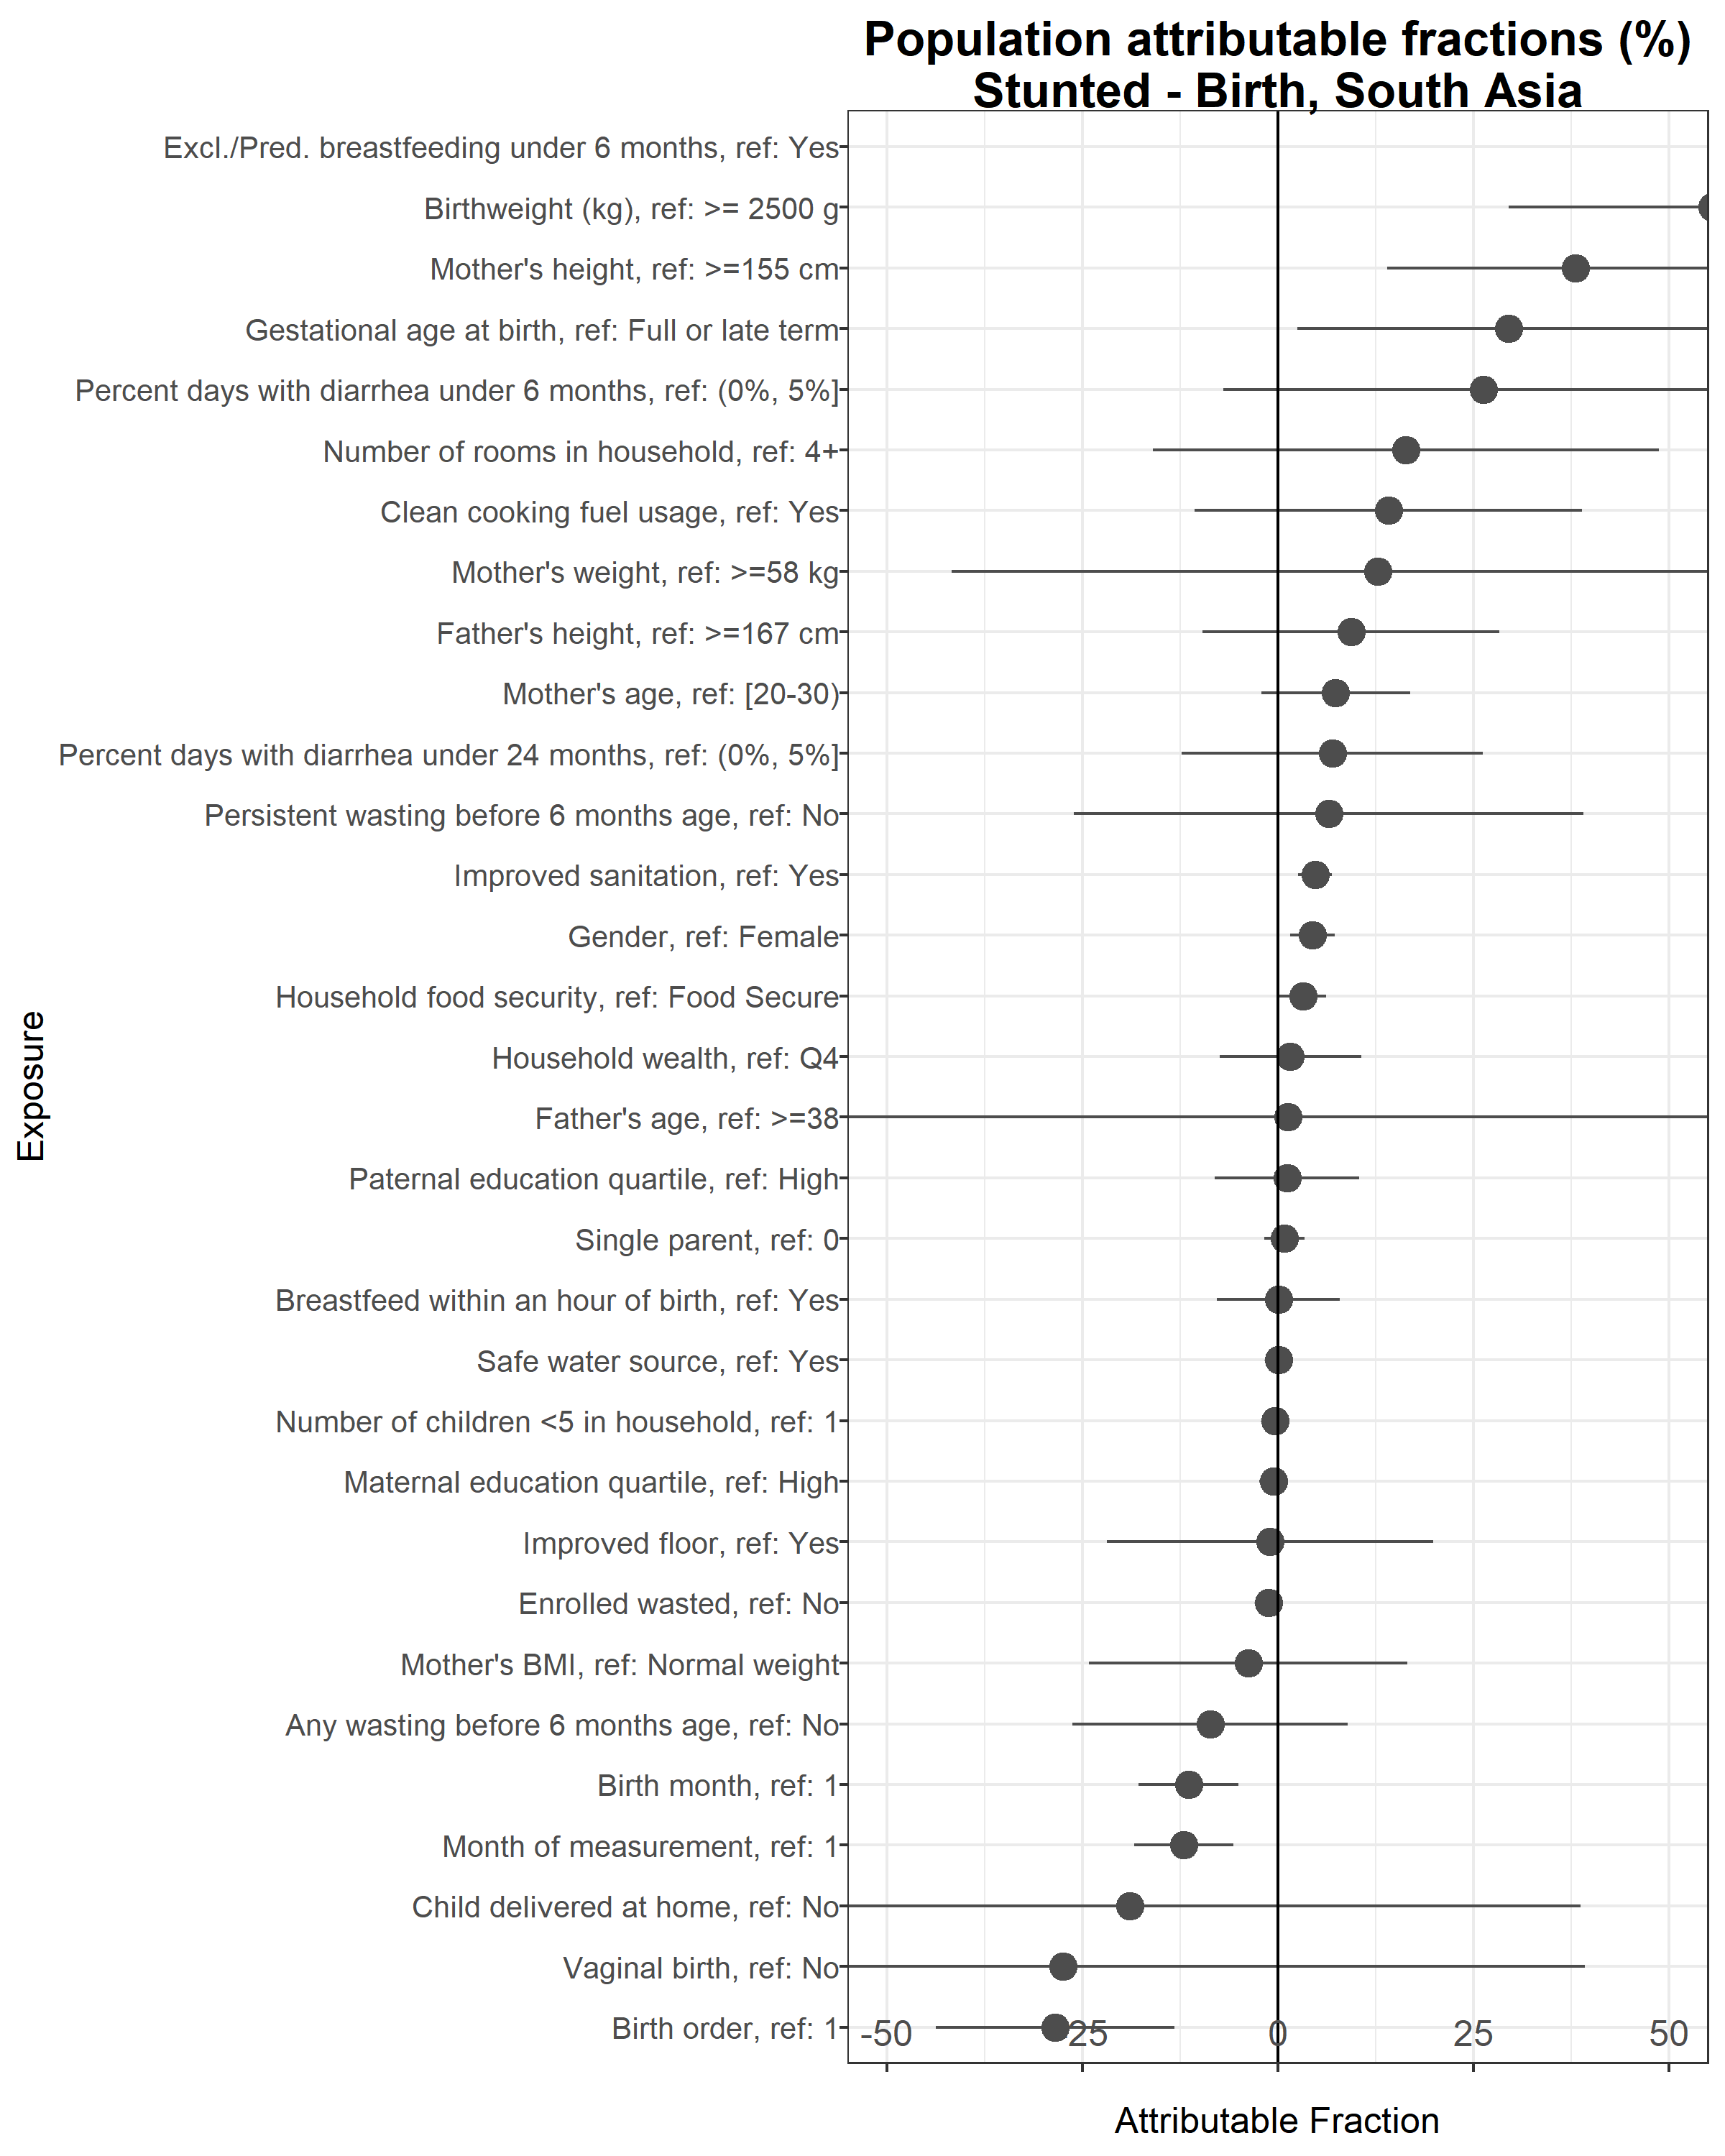 Population attributable fractions (%)
Stunted - Birth, South Asia
Excl./Pred. breastfeeding under 6 months, ref: Yes
Birthweight (kg), ref: >= 2500 g
Mother's height, ref: >=155 cm
Gestational age at birth, ref: Full or late term
Percent days with diarrhea under 6 months, ref: (0%, 5%]
Number of rooms in household, ref: 4+
Clean cooking fuel usage, ref: Yes
Mother's weight, ref: >=58 kg
Father's height, ref: >=167 cm
Mother's age, ref: [20-30)
Percent days with diarrhea under 24 months, ref: (0%, 5%]
Persistent wasting before 6 months age, ref: No
Improved sanitation, ref: Yes
Gender, ref: Female
Household food security, ref: Food Secure
Household wealth, ref: Q4
Father's age, ref: >=38
Paternal education quartile, ref: High
Single parent, ref: 0
Breastfeed within an hour of birth, ref: Yes
Safe water source, ref: Yes
Number of children <5 in household, ref: 1
Maternal education quartile, ref: High
Improved floor, ref: Yes
Enrolled wasted, ref: No
Mother's BMI, ref: Normal weight
Any wasting before 6 months age, ref: No
Birth month, ref: 1
Month of measurement, ref: 1
Child delivered at home, ref: No
Vaginal birth, ref: No
Birth order, ref: 1
Exposure
-50 -25 0 25 50
Attributable Fraction